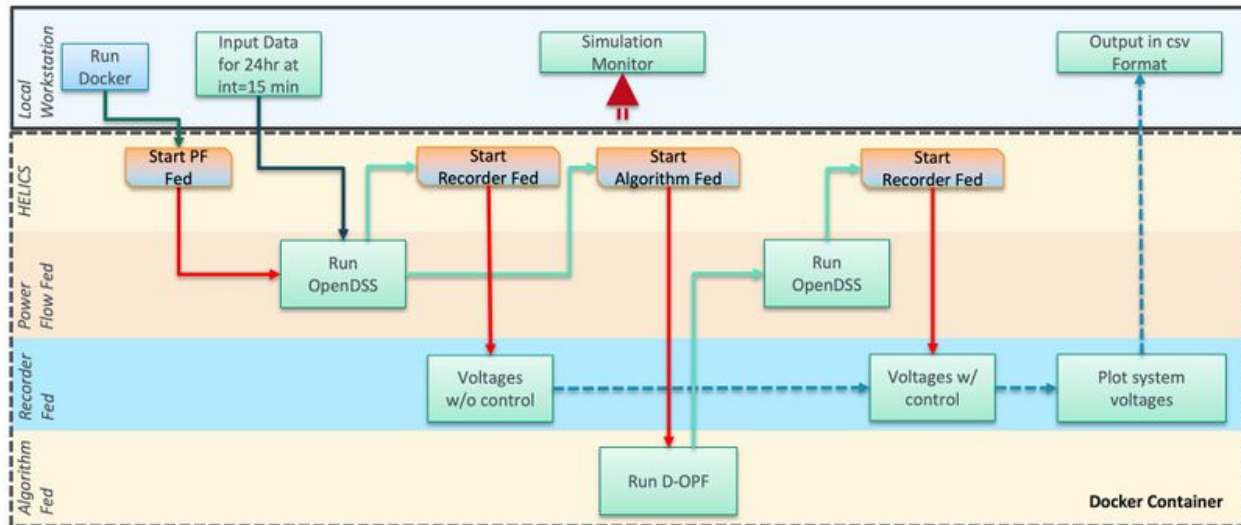 Local
Workstation
Run
Docker
Input Data
for 24hr at
int=15 min
Simulation
Monitor
Output in csv
Format
HELICS
Start PF
Fed
Start
Recorder Fed
Start
Algorithm Fed
Start
Recorder Fed
Power
Flow Fed
Run
OpenDSS
Run
OpenDSS
Recorder
Fed
Voltages
w/o control
Voltages w/
control
Plot system
voltages
Algorithm
Fed
Run D-OPF
Docker Container